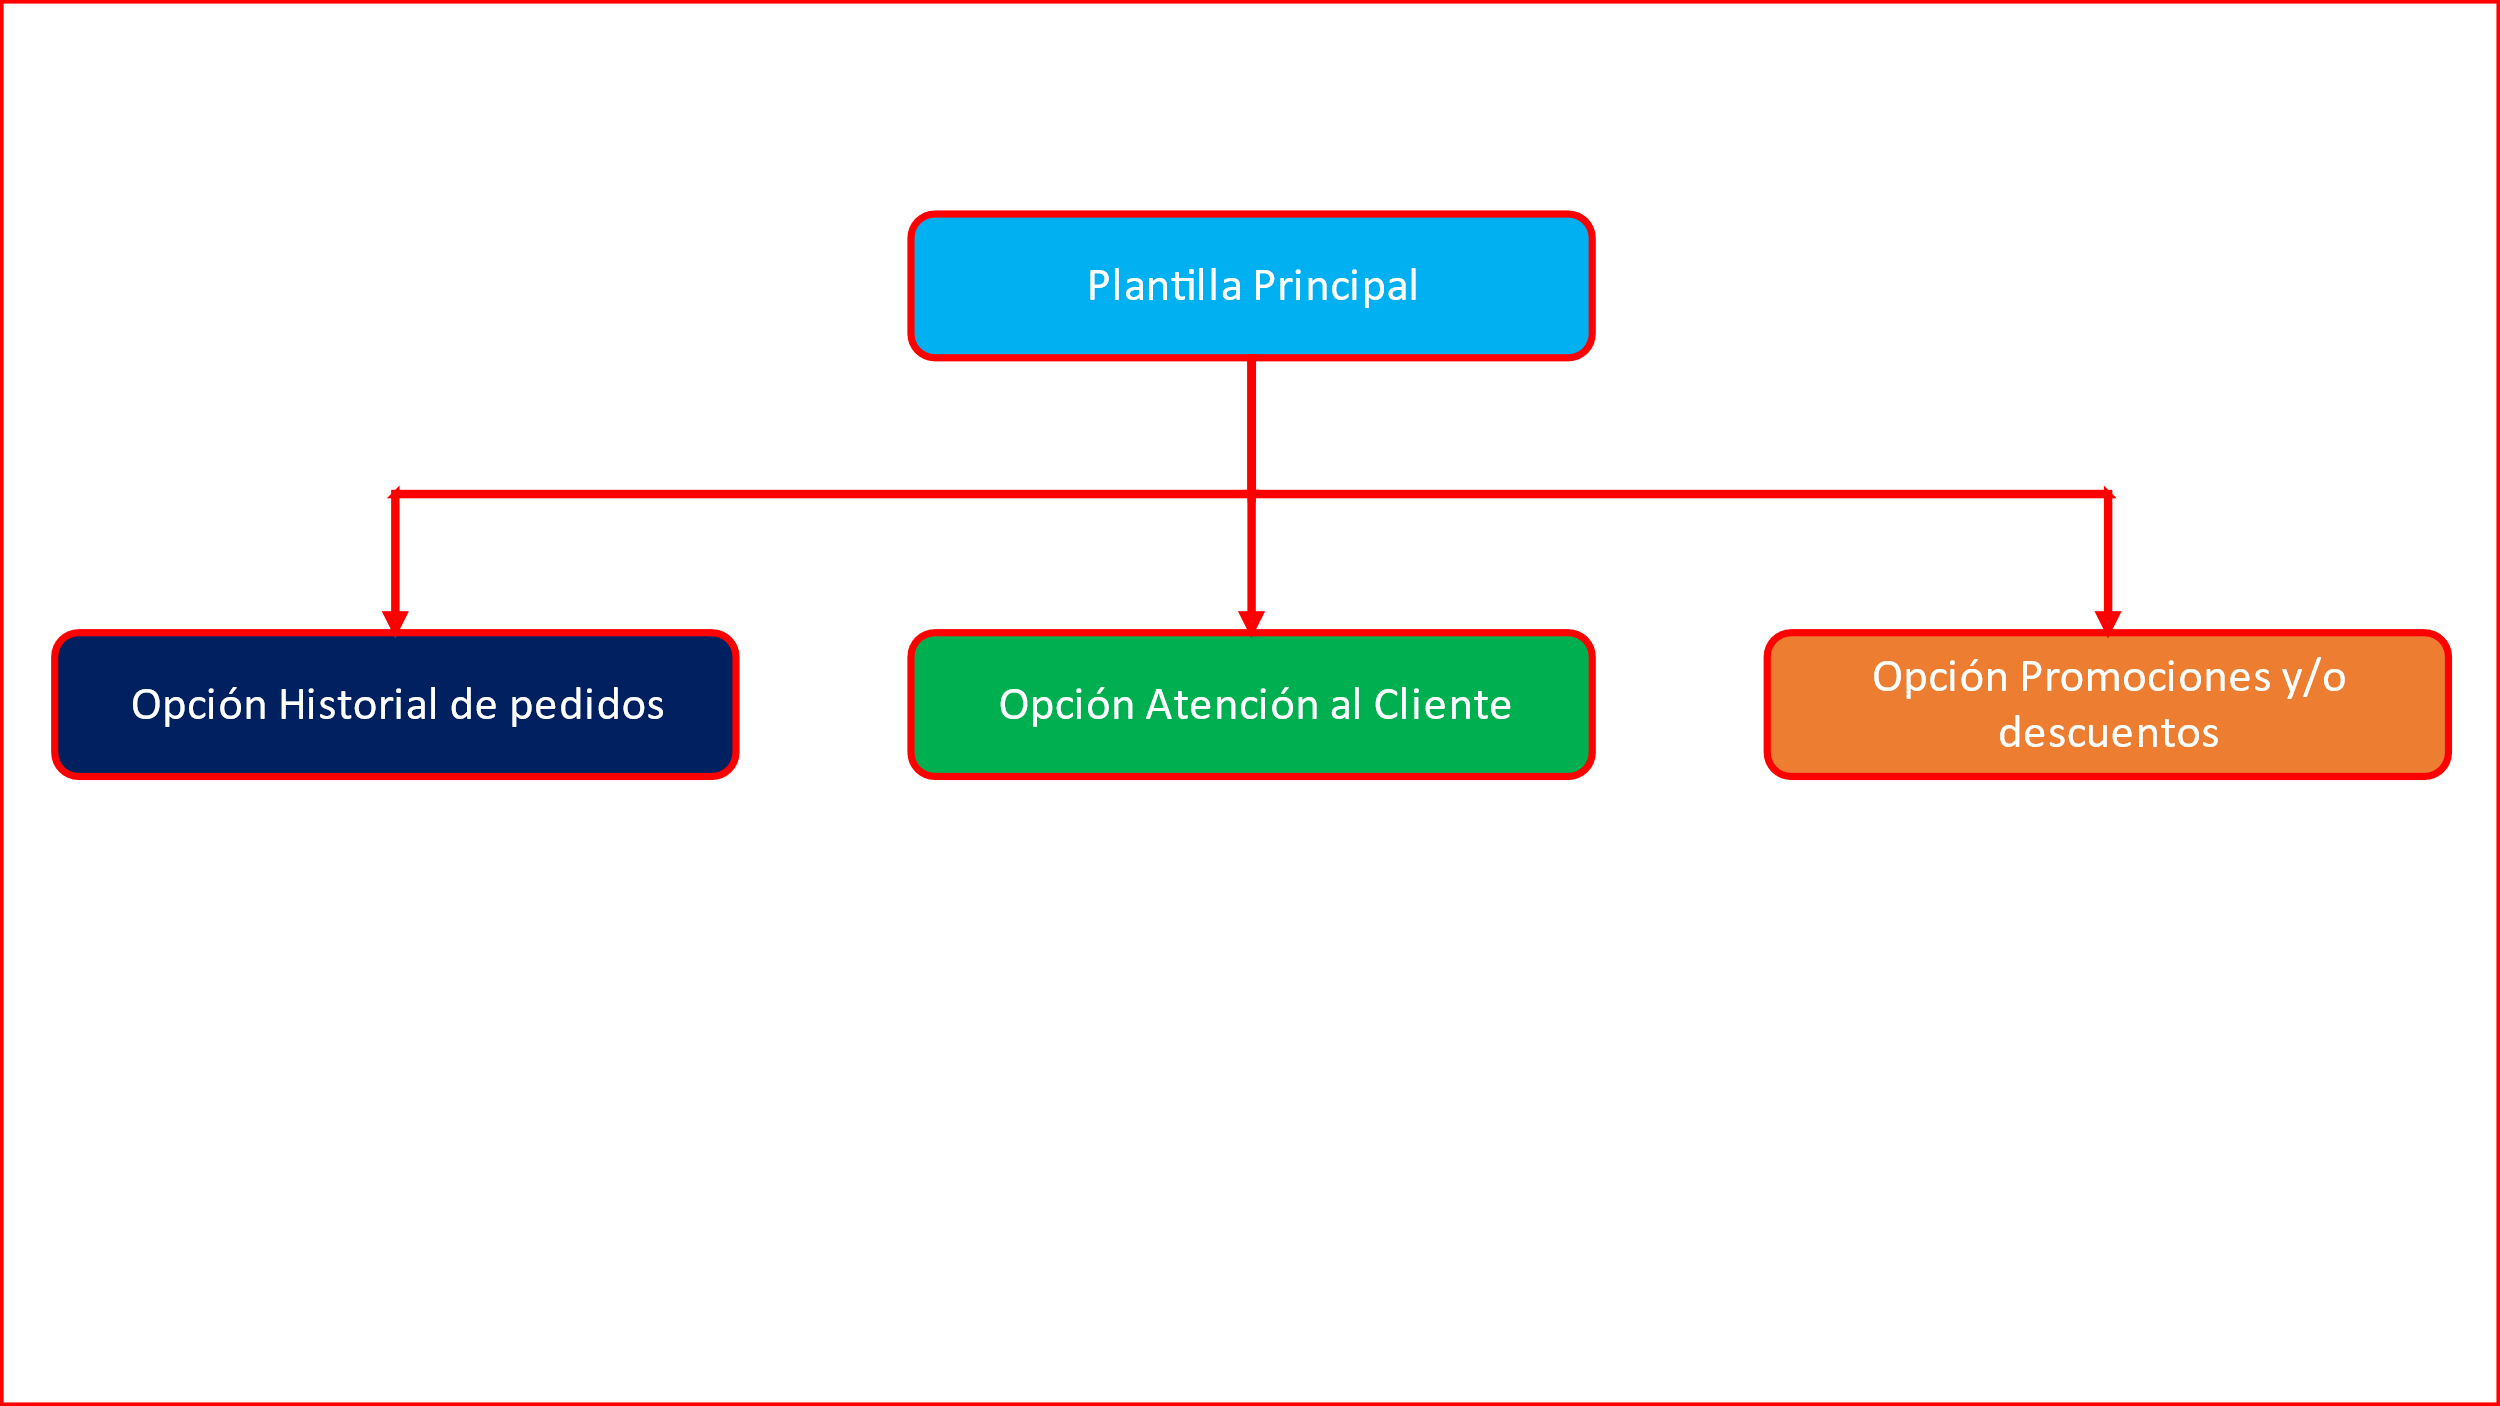 Plantilla Principal
Opción Historial de pedidos
Opción Atención al Cliente
Opción Promociones y/o
descuentos